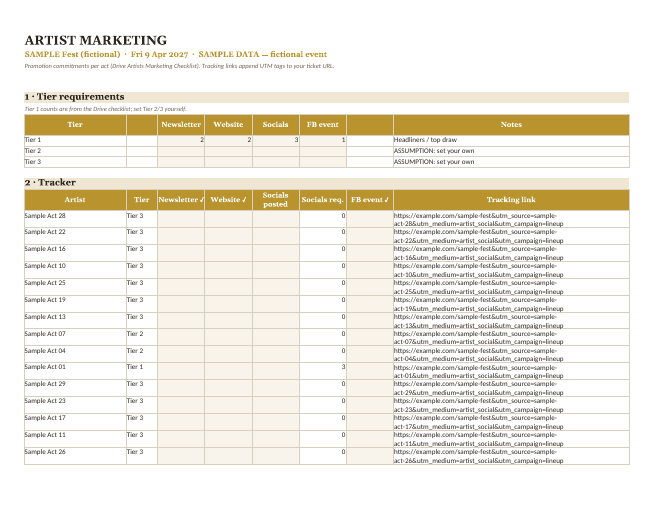 ARTIST MARKETING
SAMPLE Fest (fictional) · Fri 9 Apr 2027 · SAMPLE DATA — fictional event
Promotion commitments per act (Drive Artists Marketing Checklist). Tracking links append UTM tags to your ticket URL.
1 · Tier requirements
Tier 1 counts are from the Drive checklist; set Tier 2/3 yourself.
Tier Newsletter Website Socials FB event Notes
Tier 1 2 2 3 1 Headliners / top draw
Tier 2 ASSUMPTION: set your own
Tier 3 ASSUMPTION: set your own
2 · Tracker
Artist Tier Newsletter ✓ Website ✓ Socials posted Socials req. FB event ✓ Tracking link
Sample Act 28 Tier 3 0 https://example.com/sample-fest&utm_source=sample-
act-28&utm_medium=artist_social&utm_campaign=lineup
Sample Act 22 Tier 3 0 https://example.com/sample-fest&utm_source=sample-
act-22&utm_medium=artist_social&utm_campaign=lineup
Sample Act 16 Tier 3 0 https://example.com/sample-fest&utm_source=sample-
act-16&utm_medium=artist_social&utm_campaign=lineup
Sample Act 10 Tier 3 0 https://example.com/sample-fest&utm_source=sample-
act-10&utm_medium=artist_social&utm_campaign=lineup
Sample Act 25 Tier 3 0 https://example.com/sample-fest&utm_source=sample-
act-25&utm_medium=artist_social&utm_campaign=lineup
Sample Act 19 Tier 3 0 https://example.com/sample-fest&utm_source=sample-
act-19&utm_medium=artist_social&utm_campaign=lineup
Sample Act 13 Tier 3 0 https://example.com/sample-fest&utm_source=sample-
act-13&utm_medium=artist_social&utm_campaign=lineup
Sample Act 07 Tier 2 0 https://example.com/sample-fest&utm_source=sample-
act-07&utm_medium=artist_social&utm_campaign=lineup
Sample Act 04 Tier 2 0 https://example.com/sample-fest&utm_source=sample-
act-04&utm_medium=artist_social&utm_campaign=lineup
Sample Act 01 Tier 1 3 https://example.com/sample-fest&utm_source=sample-
act-01&utm_medium=artist_social&utm_campaign=lineup
Sample Act 29 Tier 3 0 https://example.com/sample-fest&utm_source=sample-
act-29&utm_medium=artist_social&utm_campaign=lineup
Sample Act 23 Tier 3 0 https://example.com/sample-fest&utm_source=sample-
act-23&utm_medium=artist_social&utm_campaign=lineup
Sample Act 17 Tier 3 0 https://example.com/sample-fest&utm_source=sample-
act-17&utm_medium=artist_social&utm_campaign=lineup
Sample Act 11 Tier 3 0 https://example.com/sample-fest&utm_source=sample-
act-11&utm_medium=artist_social&utm_campaign=lineup
Sample Act 26 Tier 3 0 https://example.com/sample-fest&utm_source=sample-
act-26&utm_medium=artist_social&utm_campaign=lineup